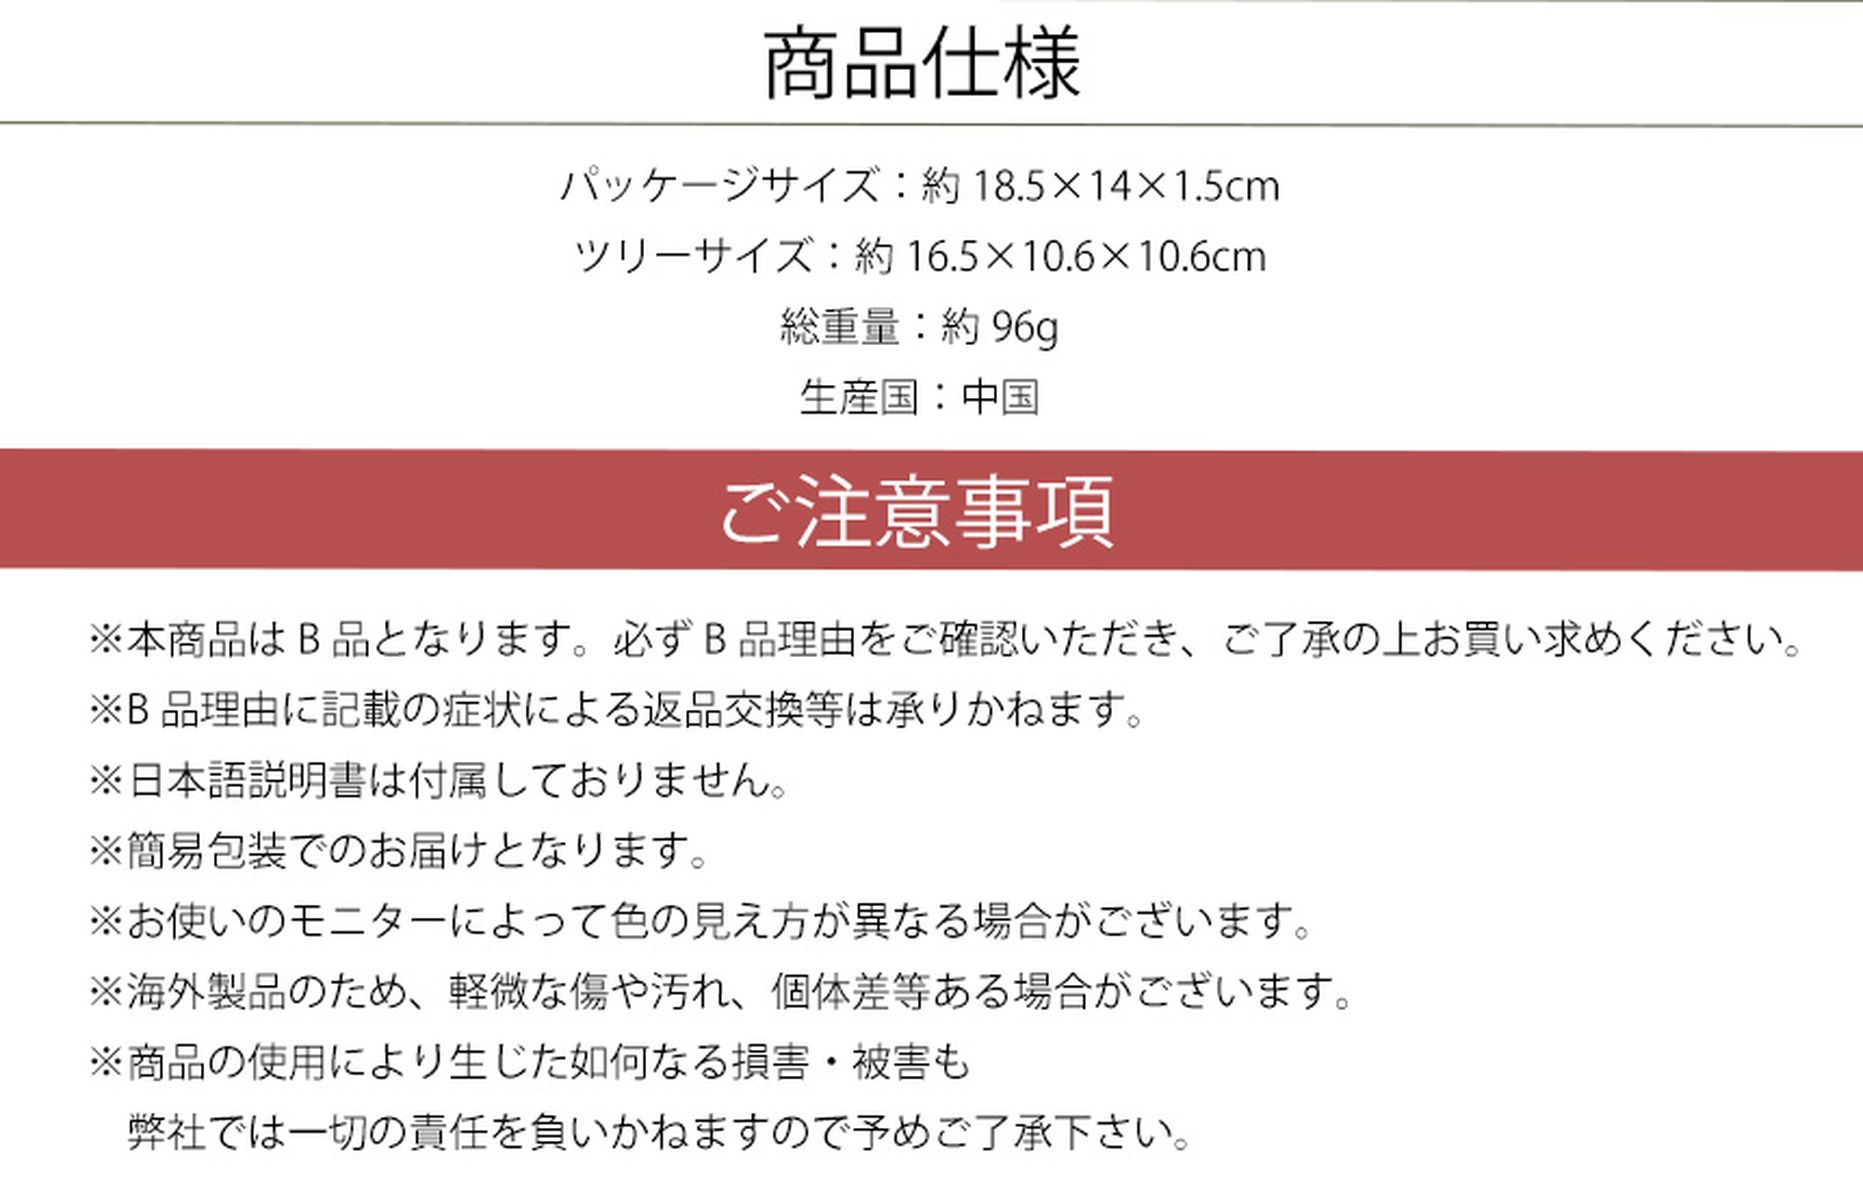 商品仕様
パッケージサイズ：約 18.5×14×1.5cm
ツリーサイズ：約 16.5×10.6×10.6cm
総重量：約 96g
生産国：中国
ご注意事項
※本商品は B 品となります。必ず B 品理由をご確認いただき、ご了承の上お買い求めください。
※B 品理由に記載の症状による返品交換等は承りかねます。
※日本語説明書は付属しておりません。
※簡易包装でのお届けとなります。
※お使いのモニターによって色の見え方が異なる場合がございます。
※海外製品のため、軽微な傷や汚れ、個体差等ある場合がございます。
※商品の使用により生じた如何なる損害・被害も
弊社では一切の責任を負いかねますので予めご了承下さい。